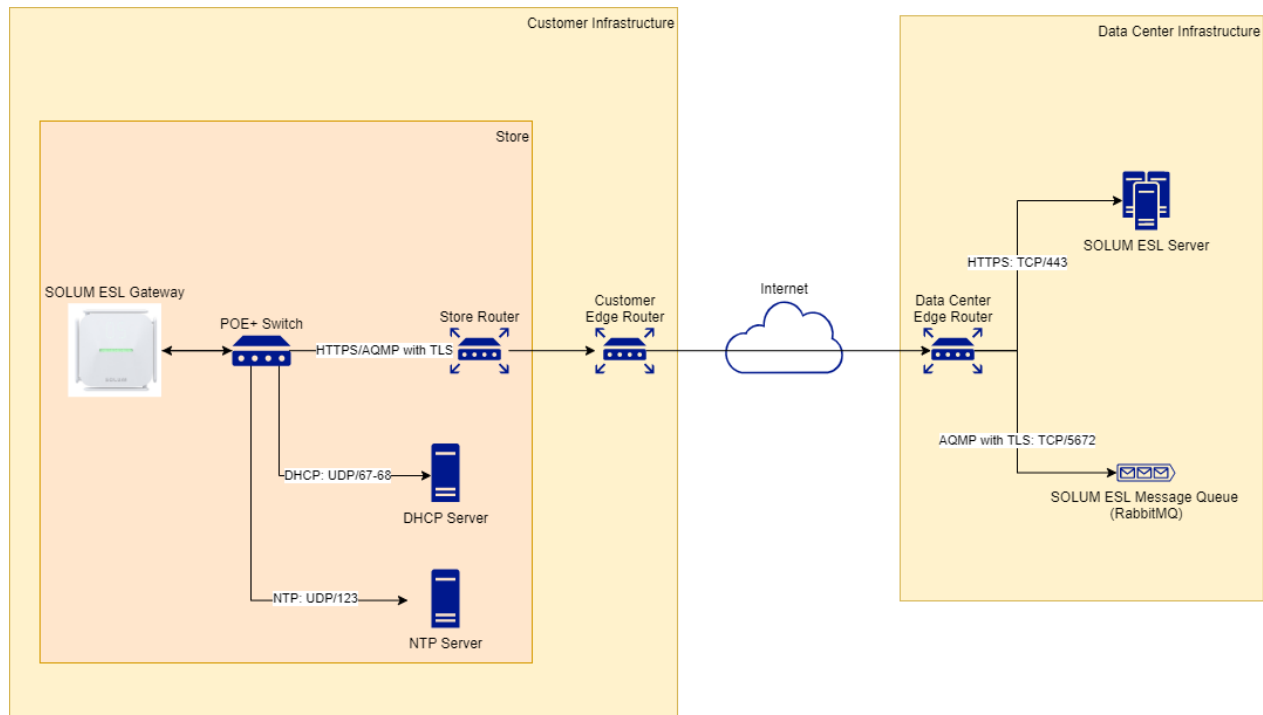 Customer Infrastructure
Data Center Infrastructure
Store
SOLUM ESL Server
HTTPS: TCP/443
SOLUM ESL Gateway
SOLUM
POE+ Switch
HTTPS/AQMP with TLS
Store Router
Customer
Edge Router
Internet
Data Center
Edge Router
AQMP with TLS: TCP/5672
SOLUM ESL Message Queue
(RabbitMQ)
DHCP: UDP/67-68
DHCP Server
NTP: UDP/123
NTP Server